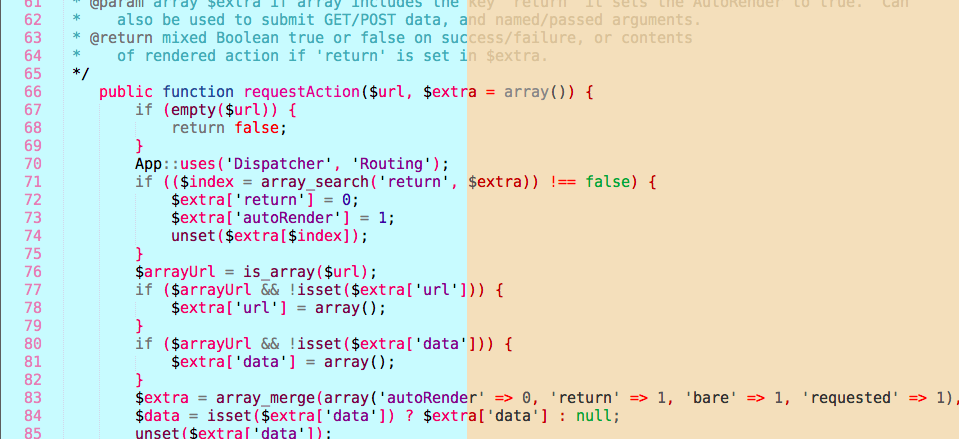 61 * @param array $extra if array includes the key "return" it sets the AutoRender to true.  Can
62 *    also be used to submit GET/POST data, and named/passed arguments.
63 * @return mixed Boolean true or false on success/failure, or contents
64 *    of rendered action if 'return' is set in $extra.
65 */
66 public function requestAction($url, $extra = array()) {
67 if (empty($url)) {
68 return false;
69 }
70 App::uses('Dispatcher', 'Routing');
71 if (($index = array_search('return', $extra)) !== false) {
72 $extra['return'] = 0;
73 $extra['autoRender'] = 1;
74 unset($extra[$index]);
75 }
76 $arrayUrl = is_array($url);
77 if ($arrayUrl && !isset($extra['url'])) {
78 $extra['url'] = array();
79 }
80 if ($arrayUrl && !isset($extra['data'])) {
81 $extra['data'] = array();
82 }
83 $extra = array_merge(array('autoRender' => 0, 'return' => 1, 'bare' => 1, 'requested' => 1),
84 $data = isset($extra['data']) ? $extra['data'] : null;
85 unset($extra['data']);